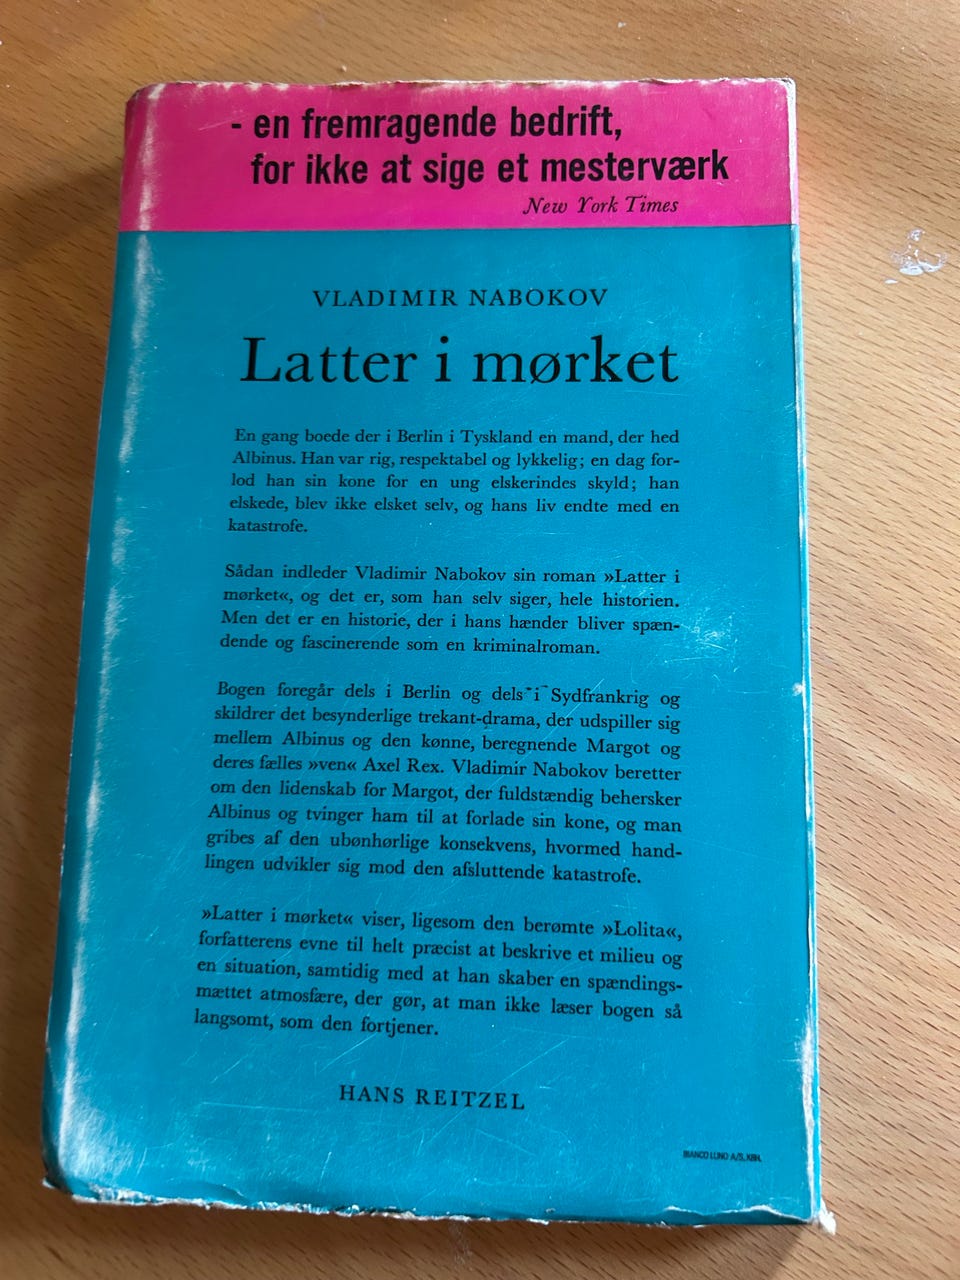 - en fremragende bedrift,
for ikke at sige et mesterværk
New York Times
VLADIMIR NABOKOV
Latter i mørket
En gang boede der i Berlin i Tyskland en mand, der hed
Albinus. Han var rig, respektabel og lykkelig; en dag for-
lod han sin kone for en ung elskerindes skyld; han
elskede, blev ikke elsket selv, og hans liv endte med en
katastrofe.
Sådan indleder Vladimir Nabokov sin roman »Latter i
mørket«, og det er, som han selv siger, hele historien.
Men det er en historie, der i hans hænder bliver spæn-
dende og fascinerende som en kriminalroman.
Bogen foregår dels i Berlin og dels i Sydfrankrig og
skildrer det besynderlige trekant-drama, der udspiller sig
mellem Albinus og den kønne, beregnende Margot og
deres fælles »ven« Axel Rex. Vladimir Nabokov beretter
om den lidenskab for Margot, der fuldstændig behersker
Albinus og tvinger ham til at forlade sin kone, og man
gribes af den ubønhørlige konsekvens, hvormed hand-
lingen udvikler sig mod den afsluttende katastrofe.
»Latter i mørket« viser, ligesom den berømte »Lolita«,
forfatterens evne til helt præcist at beskrive et milieu og
en situation, samtidig med at han skaber en spændings-
mættet atmosfære, der gør, at man ikke læser bogen så
langsomt, som den fortjener.
HANS REITZEL
BIANCO LUNO A/S, KBH.